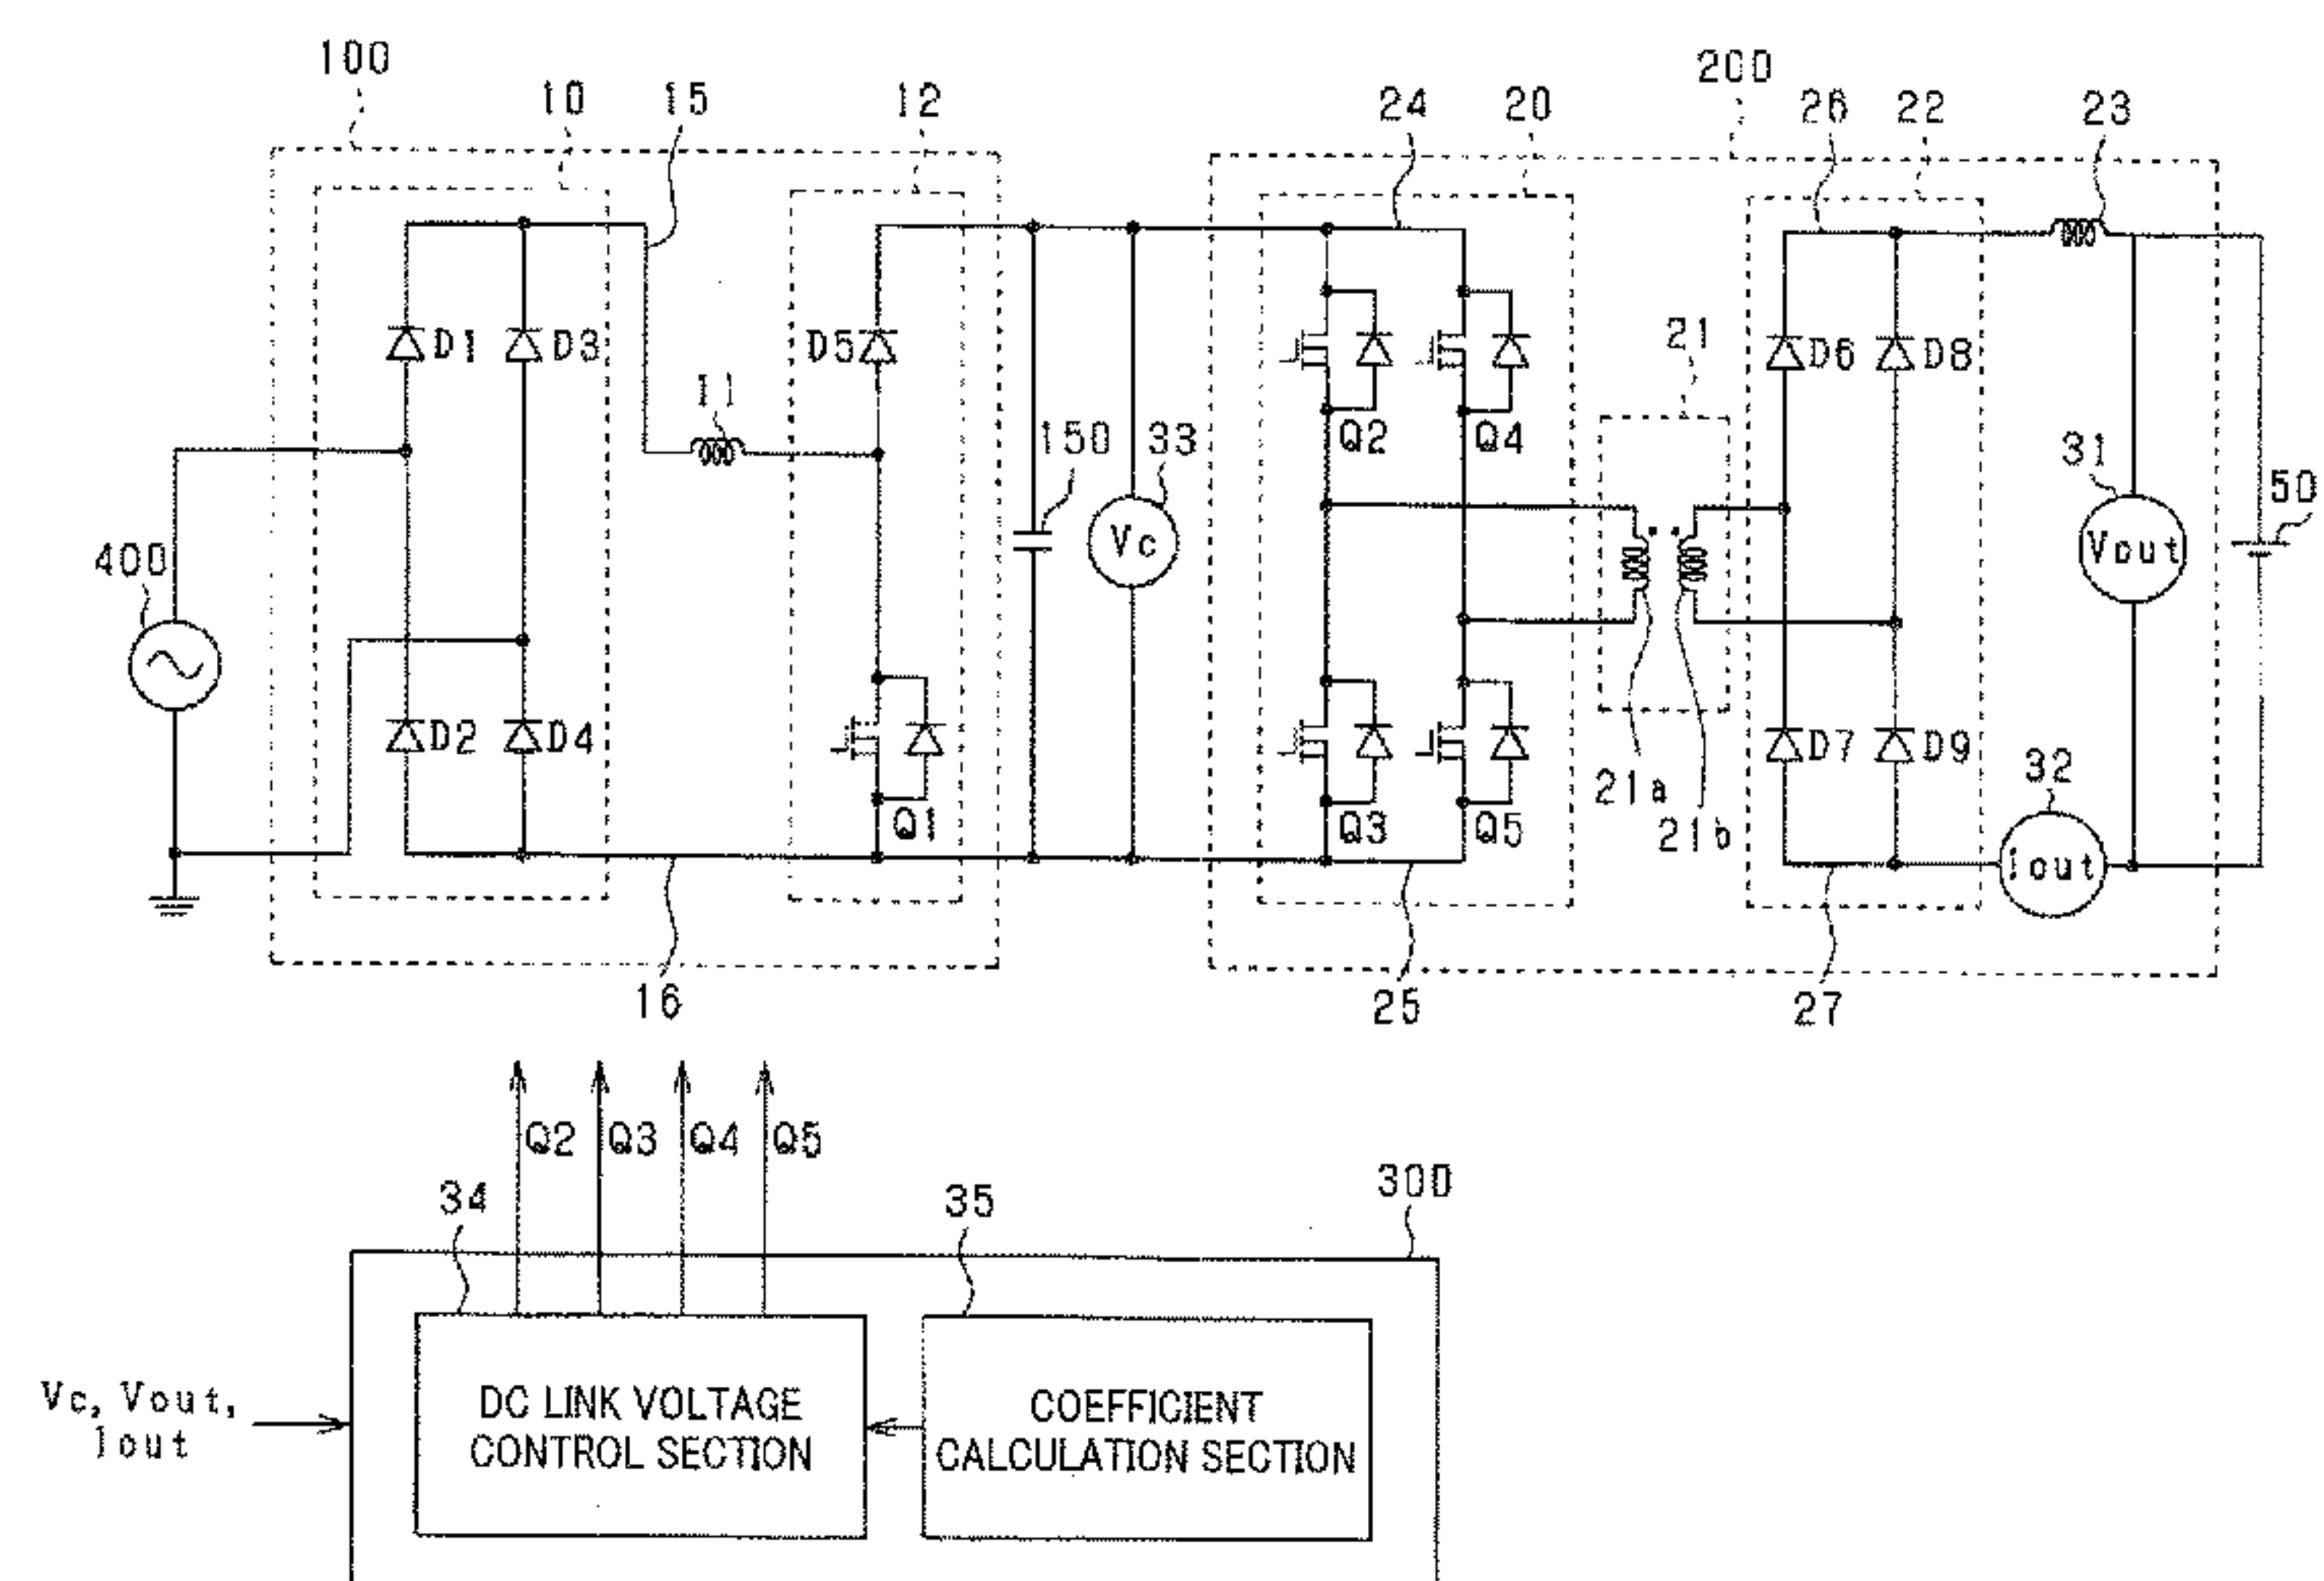 100
10
15
12
24
20
200
26
22
23
D1
D3
11
D5
150
33
Vc
Q2
Q4
21
D6
D8
31
Vout
50
400
D2
D4
Q1
Q3
Q5
21a
21b
D7
D9
32
Iout
16
25
27
Q2
Q3
Q4
Q5
34
35
300
Vc, Vout,
Iout
DC LINK VOLTAGE
CONTROL SECTION
COEFFICIENT
CALCULATION SECTION